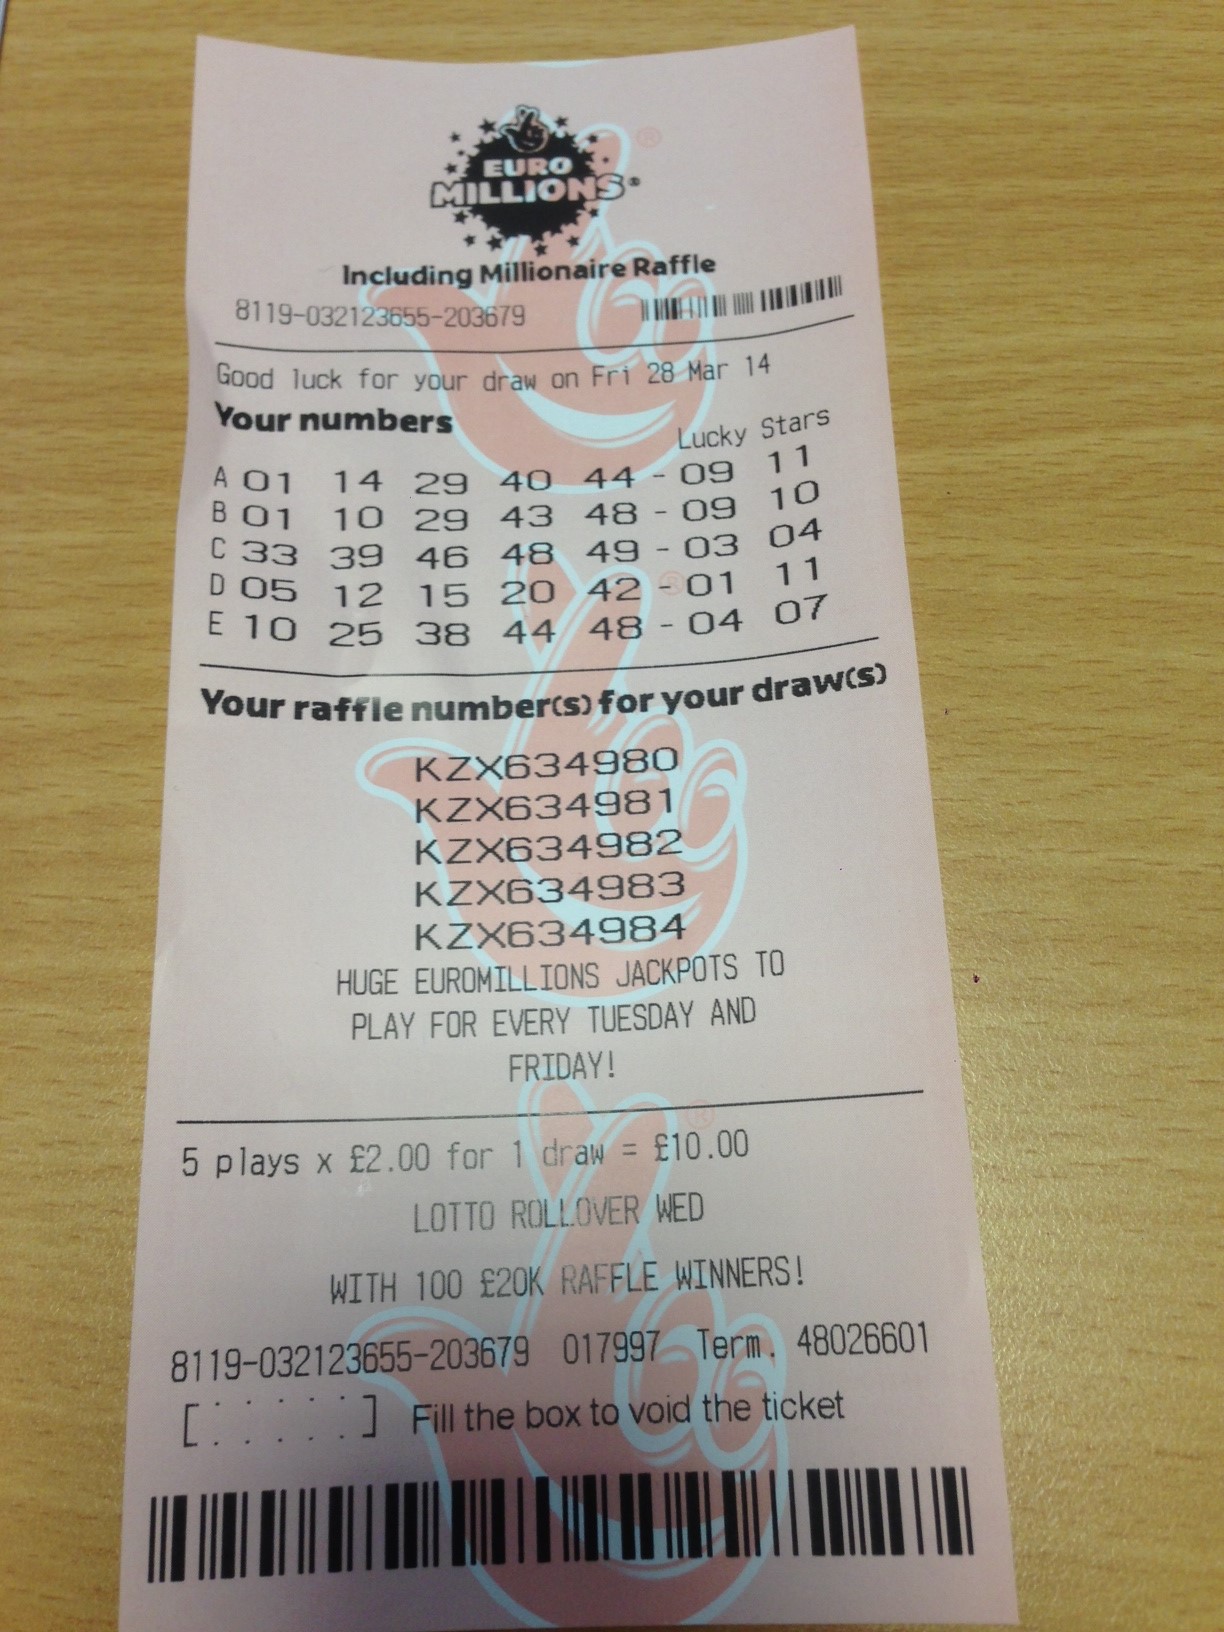 EURO
MILLIONS®
Including Millionaire Raffle
8119-032123655-203679
Good luck for your draw on Fri 28 Mar 14
Your numbers
Lucky Stars
A 01 14 29 40 44 - 09 11
B 01 10 29 43 48 - 09 10
C 33 39 46 48 49 - 03 04
D 05 12 15 20 42 - 01 11
E 10 25 38 44 48 - 04 07
Your raffle number(s) for your draw(s)
KZX634980
KZX634981
KZX634982
KZX634983
KZX634984
HUGE EUROMILLIONS JACKPOTS TO
PLAY FOR EVERY TUESDAY AND
FRIDAY!
5 plays x £2.00 for 1 draw = £10.00
LOTTO ROLLOVER WED
WITH 100 £20K RAFFLE WINNERS!
8119-032123655-203679 017997 Term. 48026601
[ ] Fill the box to void the ticket